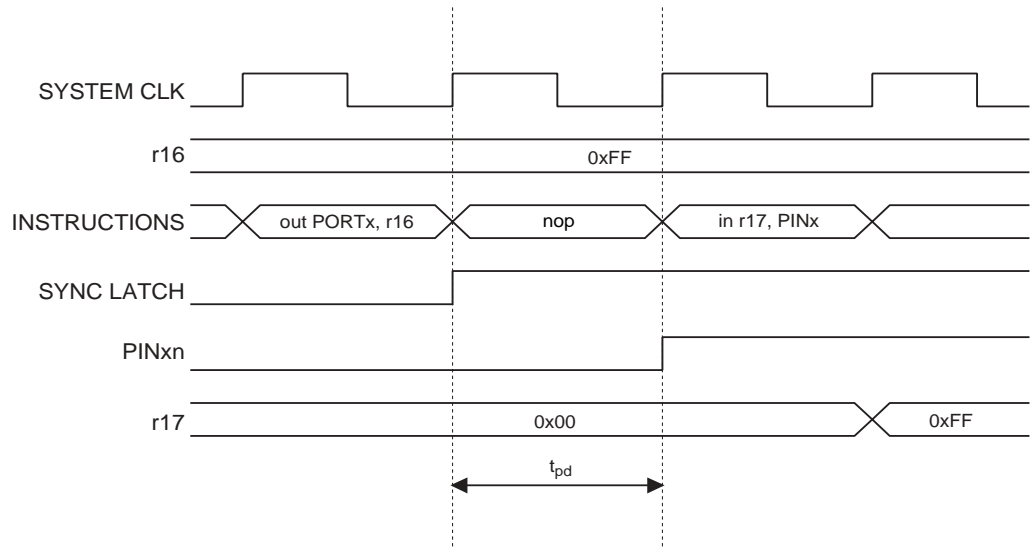 SYSTEM CLK
r16
0xFF
INSTRUCTIONS
out PORTx, r16
nop
in r17, PINx
SYNC LATCH
PINxn
r17
0x00
0xFF
tpd